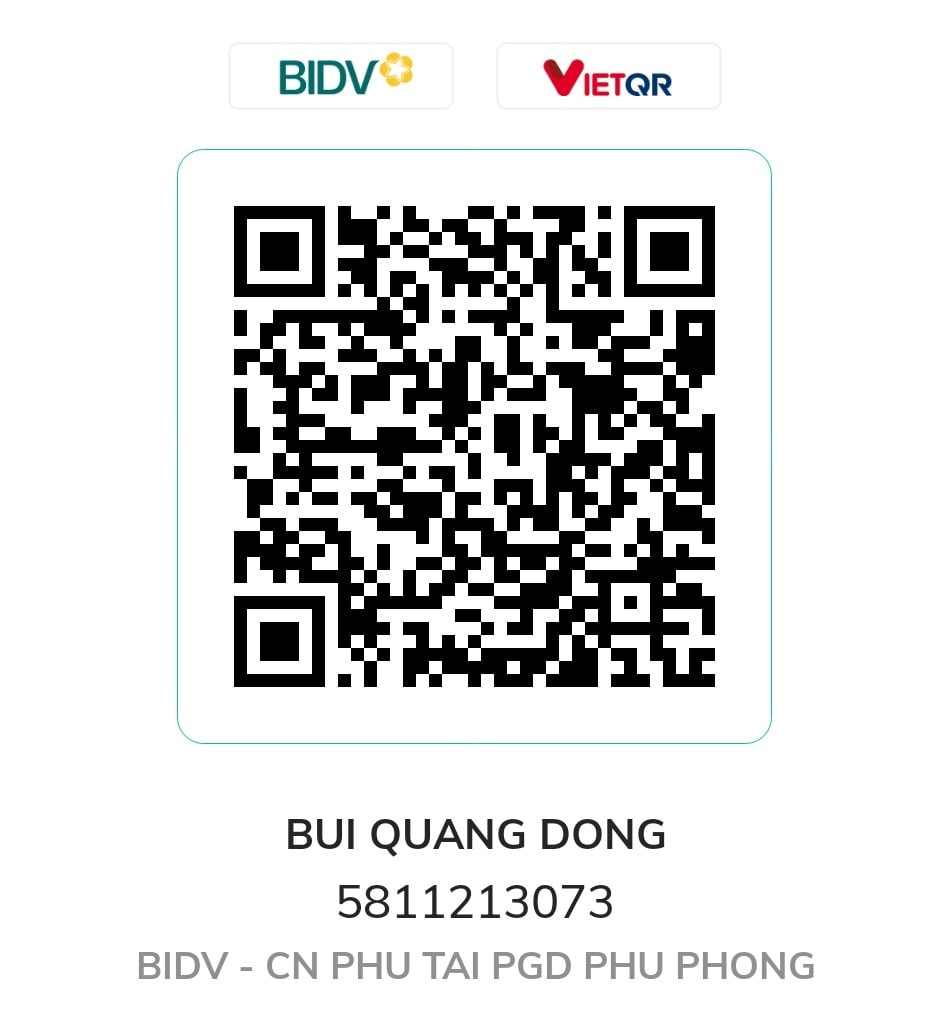 BIDV
VIETQR
BUI QUANG DONG
5811213073
BIDV - CN PHU TAI PGD PHU PHONG